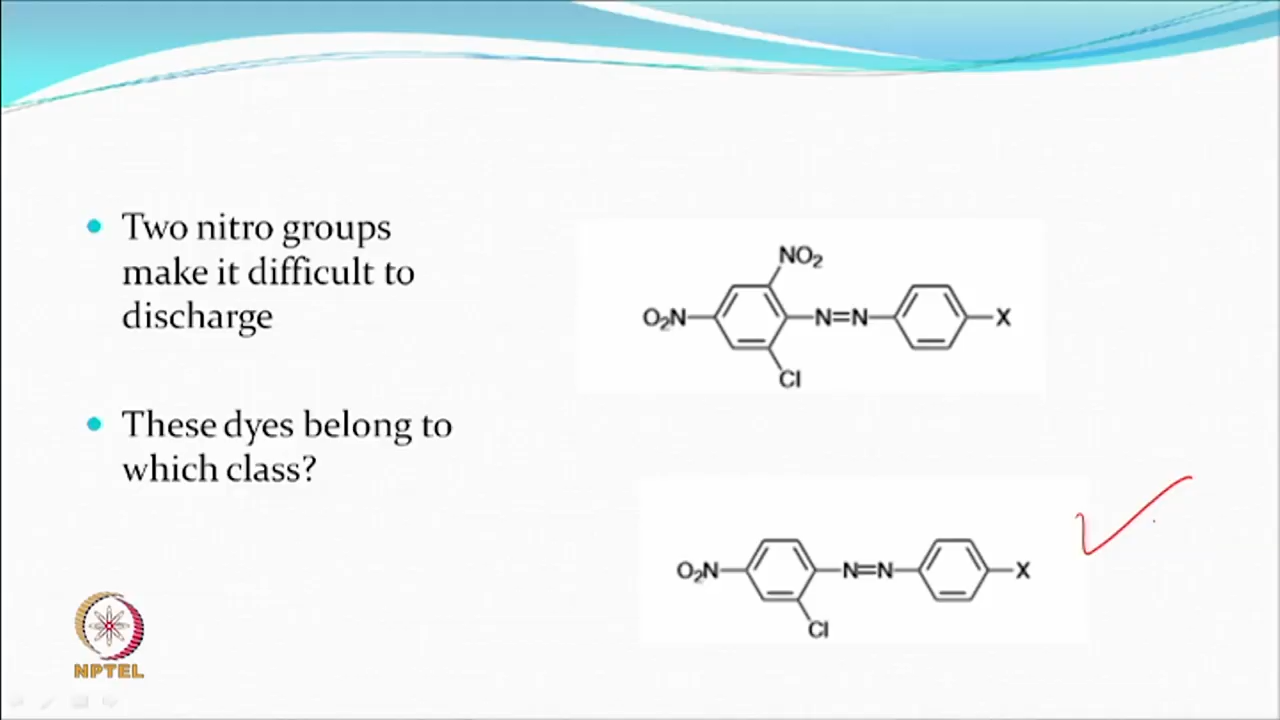 Two nitro groups
make it difficult to
discharge
These dyes belong to
which class?
NO₂
O₂N
N=N
X
Cl
O₂N
N=N
X
Cl
NPTEL